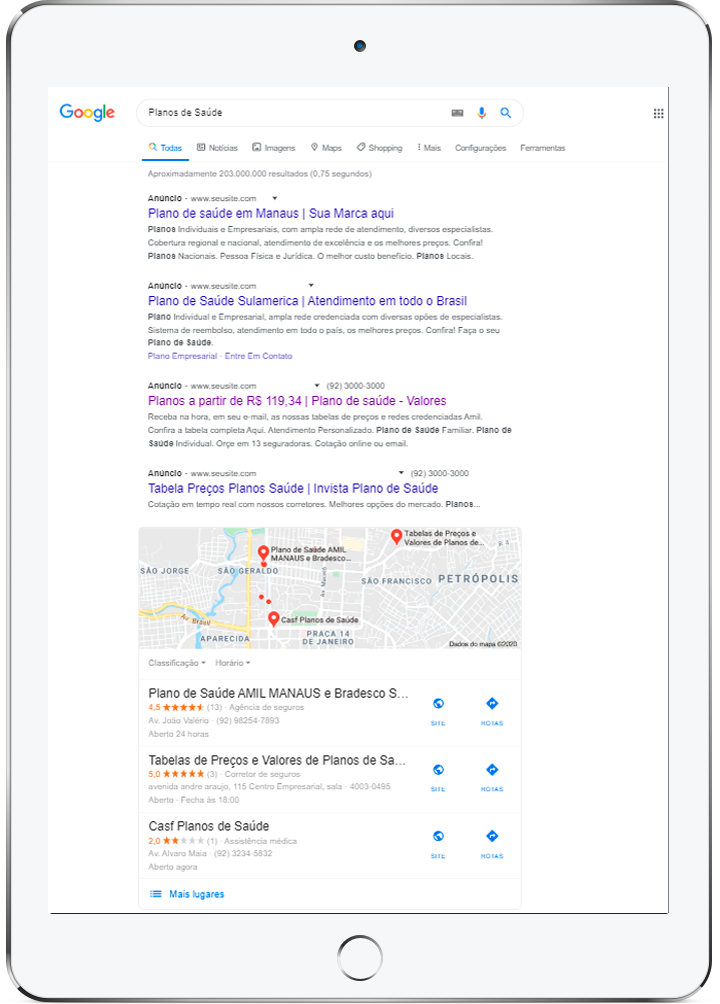 Google
Planos de Saúde
Todas Notícias Imagens Maps Shopping Mais Configurações Ferramentas
Aproximadamente 203.000.000 resultados (0,75 segundos)
Anúncio - www.seusite.com
Plano de saúde em Manaus | Sua Marca aqui
Planos Individuais e Empresariais, com ampla rede de atendimento, diversos especialistas.
Cobertura regional e nacional, atendimento de excelência e os melhores preços. Confira!
Planos Nacionais. Pessoa Física e Jurídica. O melhor custo benefício. Planos Locais.
Anúncio - www.seusite.com
Plano de Saúde Sulamerica | Atendimento em todo o Brasil
Plano Individual e Empresarial, ampla rede credenciada com diversas opões de especialistas.
Sistema de reembolso, atendimento em todo o país, os melhores preços. Confira! Faça o seu
Plano de Saúde.
Plano Empresarial · Entre Em Contato
Anúncio - www.seusite.com (92) 3000-3000
Planos a partir de R$ 119,34 | Plano de saúde - Valores
Receba na hora, em seu e-mail, as nossas tabelas de preços e redes credenciadas Amil.
Confira a tabela completa Aqui. Atendimento Personalizado. Plano de Saúde Familiar. Plano de
Saúde Individual. Orçe em 13 seguradoras. Cotação online ou email.
Anúncio - www.seusite.com (92) 3000-3000
Tabela Preços Planos Saúde | Invista Plano de Saúde
Cotação em tempo real com nossos corretores. Melhores opções do mercado. Planos...
Tabelas de Preços e
Valores de Planos de...
Plano de Saúde AMIL
MANAUS e Bradesco...
SÃO JORGE
SÃO GERALDO
Av. Maceió
SÃO FRANCISCO
PETRÓPOLIS
Av. Brasil
Casf Planos de Saúde
APARECIDA
PRAÇA 14
DE JANEIRO
Dados do mapa ©2020
Classificação Horário
Plano de Saúde AMIL MANAUS e Bradesco S...
4,5 (13) · Agência de seguros
Av. João Valério · (92) 98254-7893
Aberto 24 horas
SITE ROTAS
Tabelas de Preços e Valores de Planos de Sa...
5,0 (3) · Corretor de seguros
avenida andre araujo, 115 Centro Empresarial, sala · 4003-0495
Aberto · Fecha às 18:00
SITE ROTAS
Casf Planos de Saúde
2,0 (1) · Assistência médica
Av. Alvaro Maia · (92) 3234-5832
Aberto agora
SITE ROTAS
Mais lugares